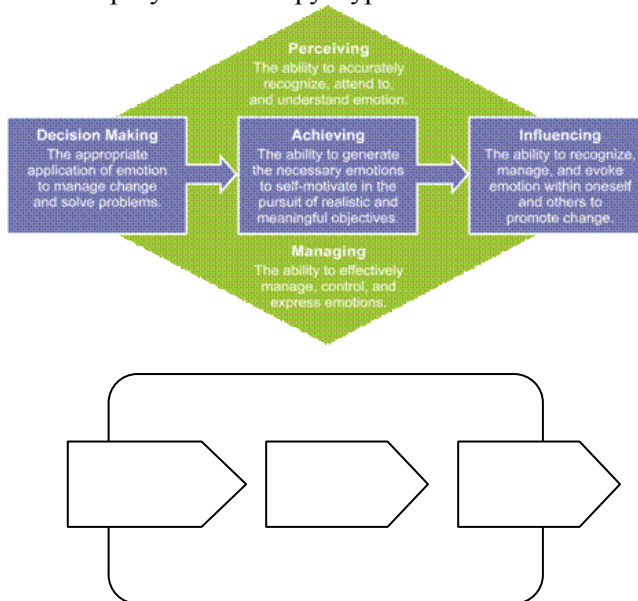 Perceiving
The ability to accurately
recognize, attend to,
and understand emotion.
Decision Making
The appropriate
application of emotion
to manage change
and solve problems.
Achieving
The ability to generate
the necessary emotions
to self-motivate in the
pursuit of realistic and
meaningful objectives.
Influencing
The ability to recognize,
manage, and evoke
emotion within oneself
and others to
promote change.
Managing
The ability to effectively
manage, control, and
express emotions.